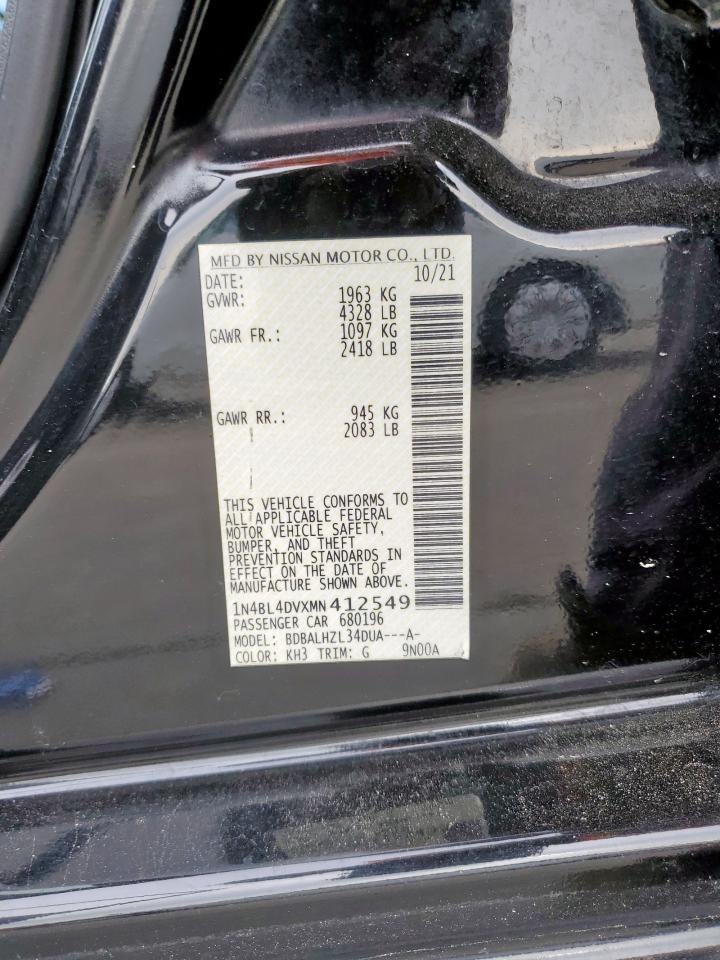 MFD BY NISSAN MOTOR CO., LTD.
DATE: 10/21
GVWR: 1963 KG
4328 LB
GAWR FR.: 1097 KG
2418 LB
GAWR RR.: 945 KG
2083 LB
THIS VEHICLE CONFORMS TO
ALL APPLICABLE FEDERAL
MOTOR VEHICLE SAFETY,
BUMPER, AND THEFT
PREVENTION STANDARDS IN
EFFECT ON THE DATE OF
MANUFACTURE SHOWN ABOVE.
1N4BL4DVXMN412549
PASSENGER CAR 680196
MODEL: BDBALHZL34DUA---A-
COLOR: KH3 TRIM: G 9N00A